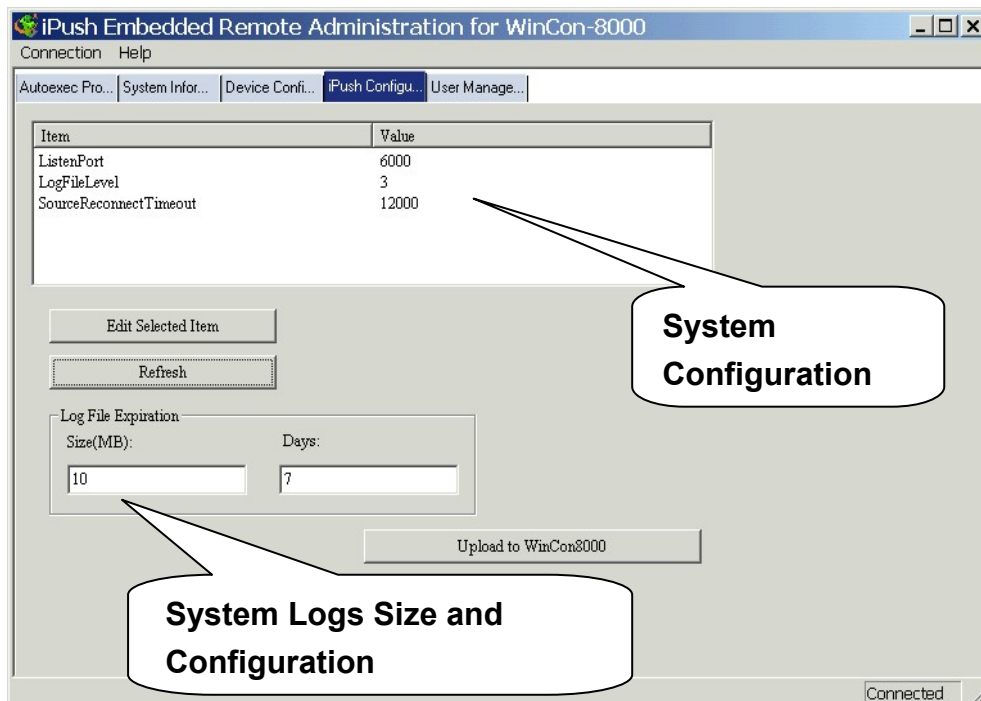 iPush Embedded Remote Administration for WinCon-8000
Connection Help
Autoexec Pro... System Infor... Device Confi... iPush Configu... User Manage...
Item Value
ListenPort 6000
LogFileLevel 3
SourceReconnectTimeout 12000
Edit Selected Item
System
Configuration
Refresh
Log File Expiration
Size(MB): Days:
10 7
Upload to WinCon8000
System Logs Size and
Configuration
Connected